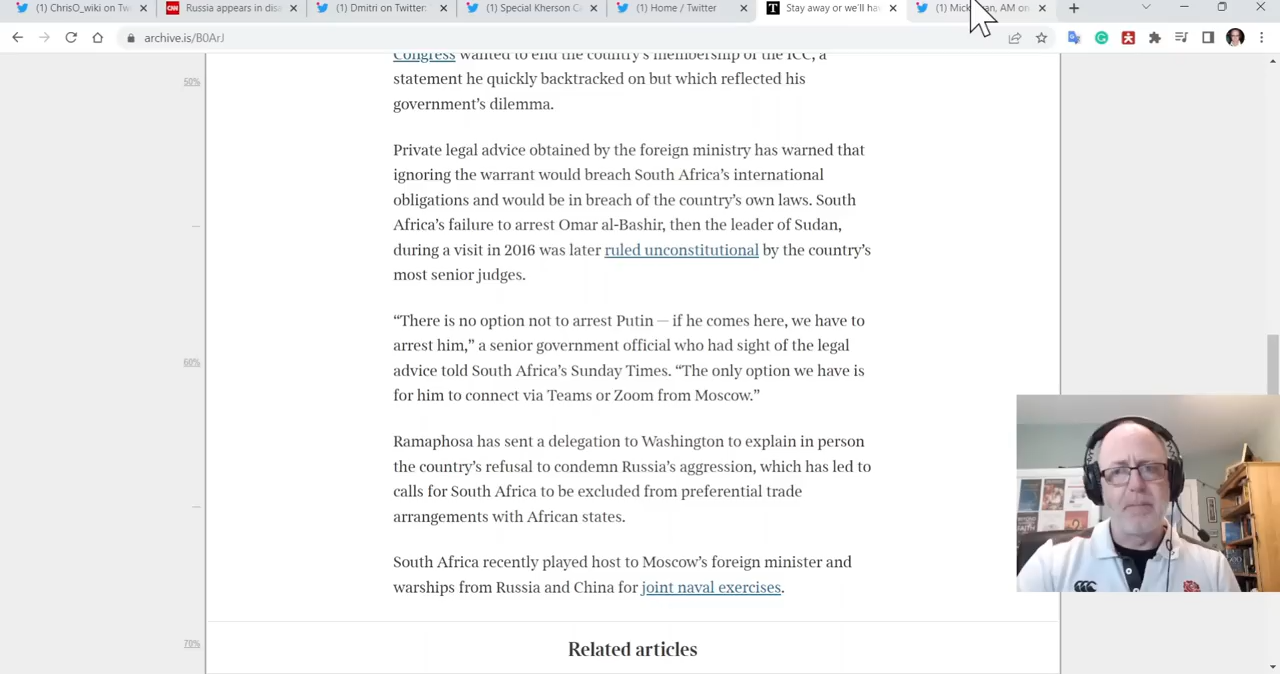 (1) ChrisO_wiki on Tw
Russia appears in disa
(1) Dmitri on Twitter:
(1) Special Kherson C
(1) Home / Twitter
Stay away or we'll ha
(1) Mick an, AM on
archive.is/B0ArJ
Congress wanted to end the country's membership of the ICC, a
statement he quickly backtracked on but which reflected his
government's dilemma.
50%
Private legal advice obtained by the foreign ministry has warned that
ignoring the warrant would breach South Africa's international
obligations and would be in breach of the country's own laws. South
Africa's failure to arrest Omar al-Bashir, then the leader of Sudan,
during a visit in 2016 was later ruled unconstitutional by the country's
most senior judges.
“There is no option not to arrest Putin — if he comes here, we have to
arrest him,” a senior government official who had sight of the legal
60%
advice told South Africa's Sunday Times. “The only option we have is
for him to connect via Teams or Zoom from Moscow.”
Ramaphosa has sent a delegation to Washington to explain in person
the country's refusal to condemn Russia's aggression, which has led to
calls for South Africa to be excluded from preferential trade
arrangements with African states.
South Africa recently played host to Moscow's foreign minister and
warships from Russia and China for joint naval exercises.
70%
Related articles